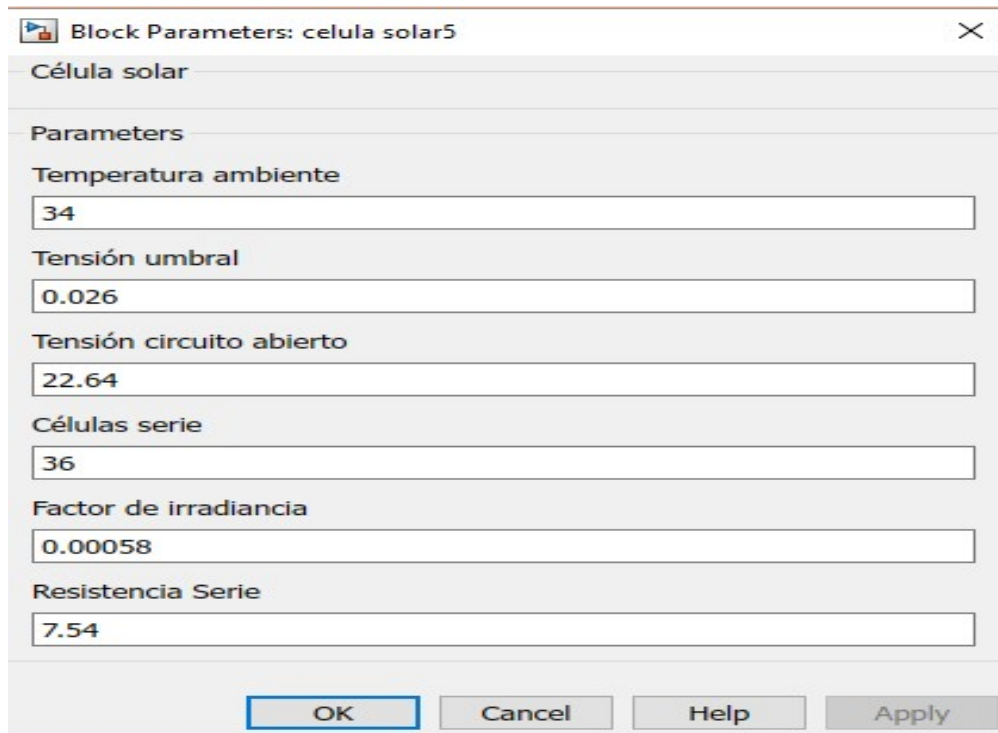 Block Parameters: celula solar5
Célula solar
Parameters
Temperatura ambiente
34
Tensión umbral
0.026
Tensión circuito abierto
22.64
Células serie
36
Factor de irradiancia
0.00058
Resistencia Serie
7.54
OK Cancel Help Apply